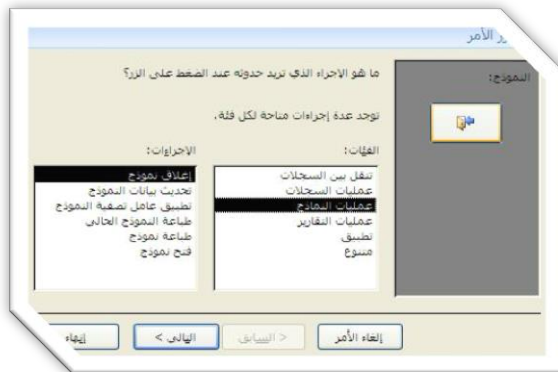 زر الأمر
النموذج:
ما هو الإجراء الذي تريد حدوثه عند الضغط على الزر؟
توجد عدة إجراءات متاحة لكل فئة.
الفئات:
تنقل بين السجلات
عمليات السجلات
عمليات النماذج
عمليات التقارير
تطبيق
متنوع
الإجراءات:
إغلاق نموذج
تحديث بيانات النموذج
تطبيق عامل تصفية النموذج
طباعة النموذج الحالي
طباعة نموذج
فتح نموذج
إلغاء الأمر
< السابق
التالي >
إنهاء